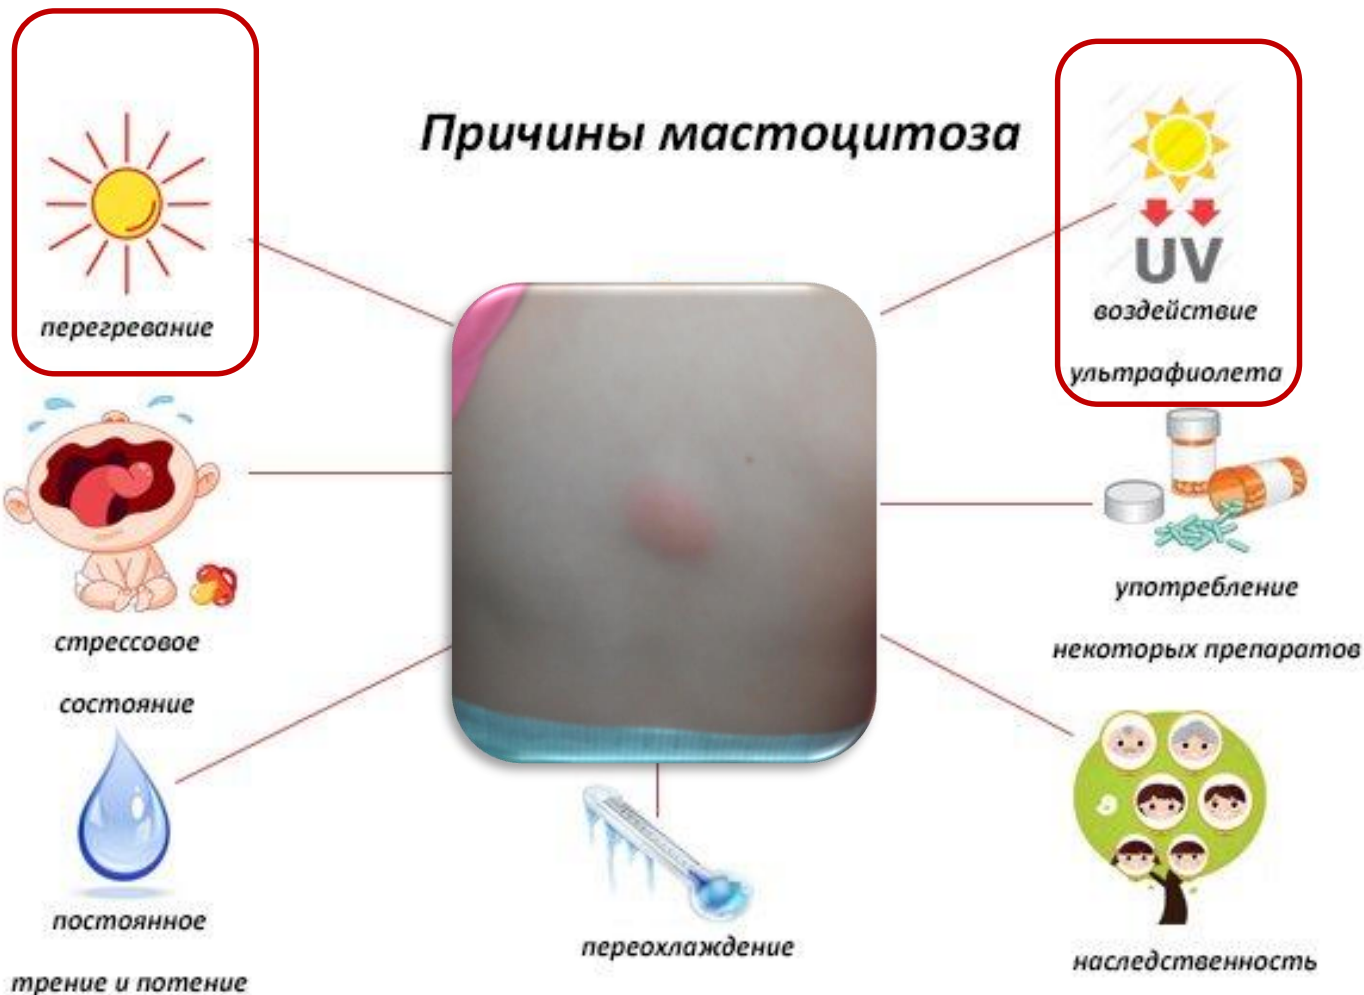 Причины мастоцитоза
перегревание
UV
воздействие
ультрафиолета
стрессовое
состояние
употребление
некоторых препаратов
постоянное
трение и потение
переохлаждение
наследственность